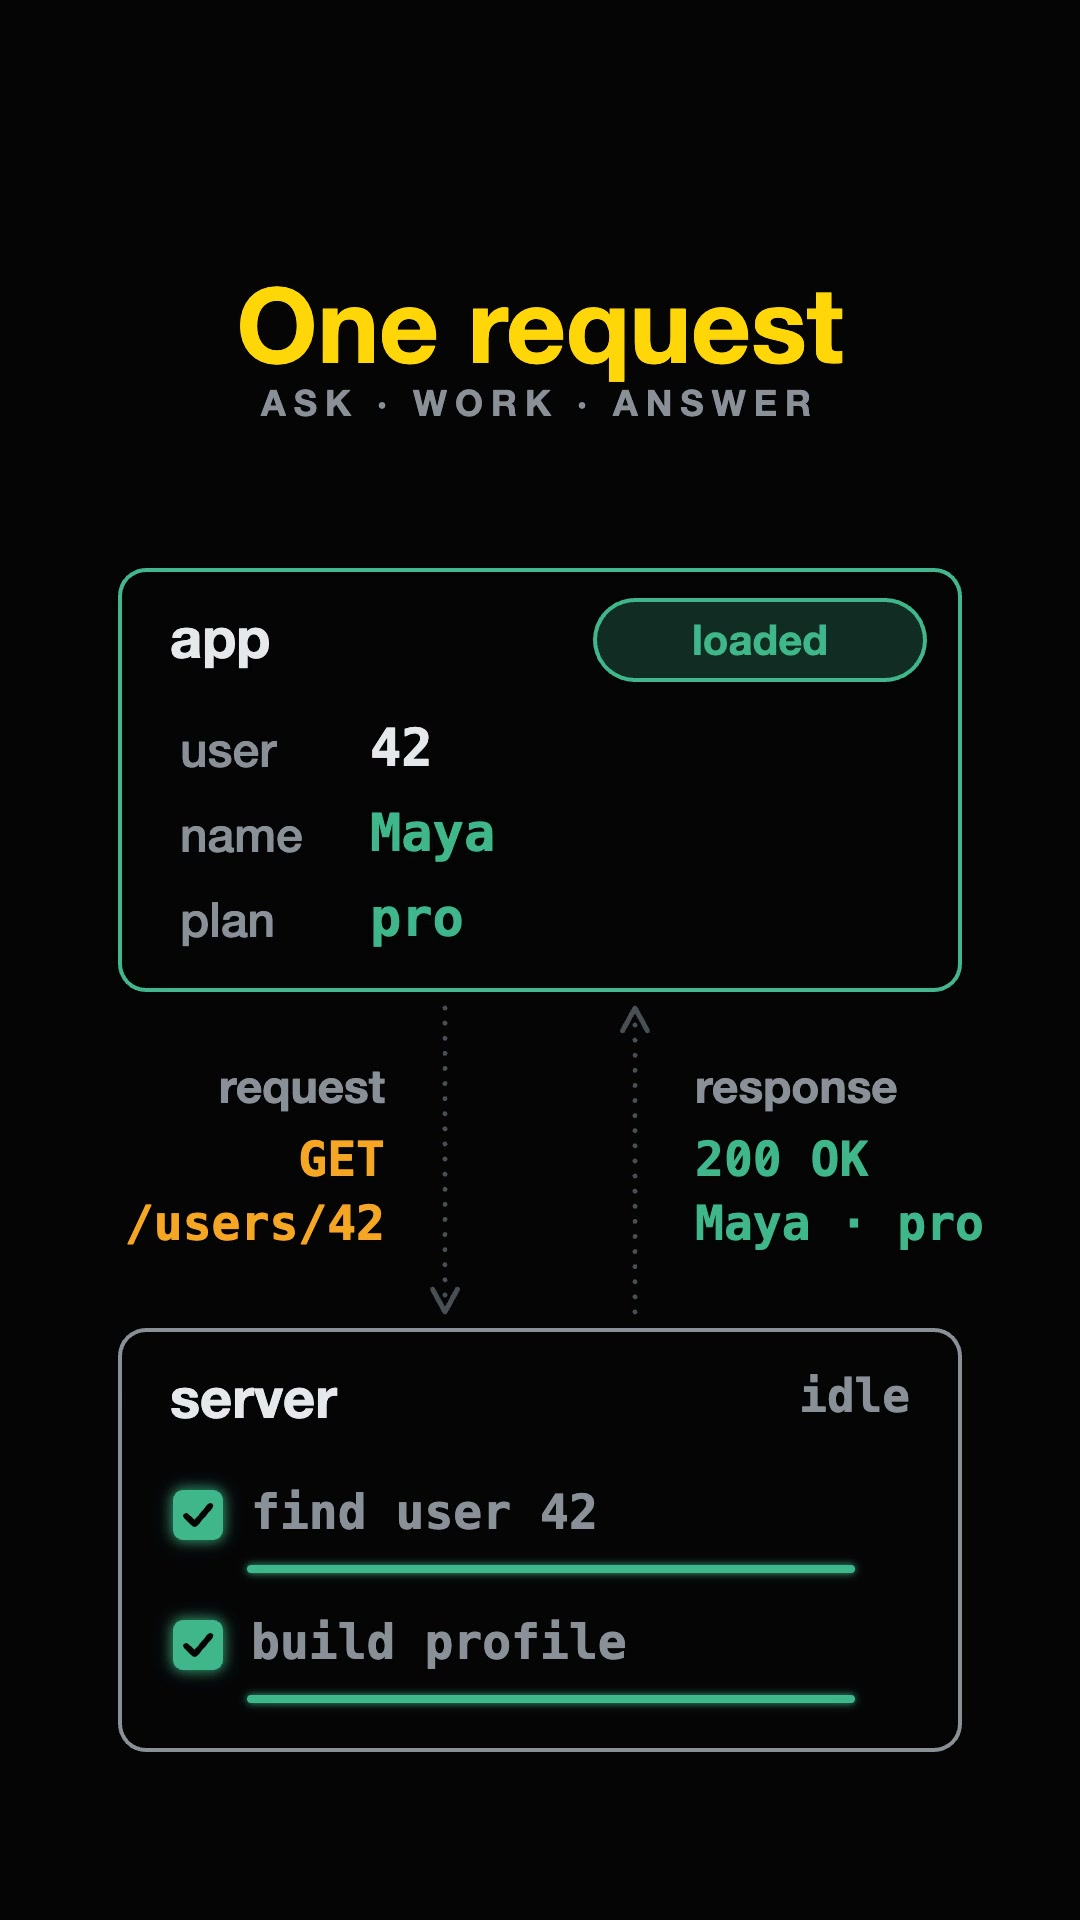 One request
ASK · WORK · ANSWER
app
loaded
user 42
name Maya
plan pro
request
GET
/users/42
response
200 OK
Maya · pro
server
idle
find user 42
build profile